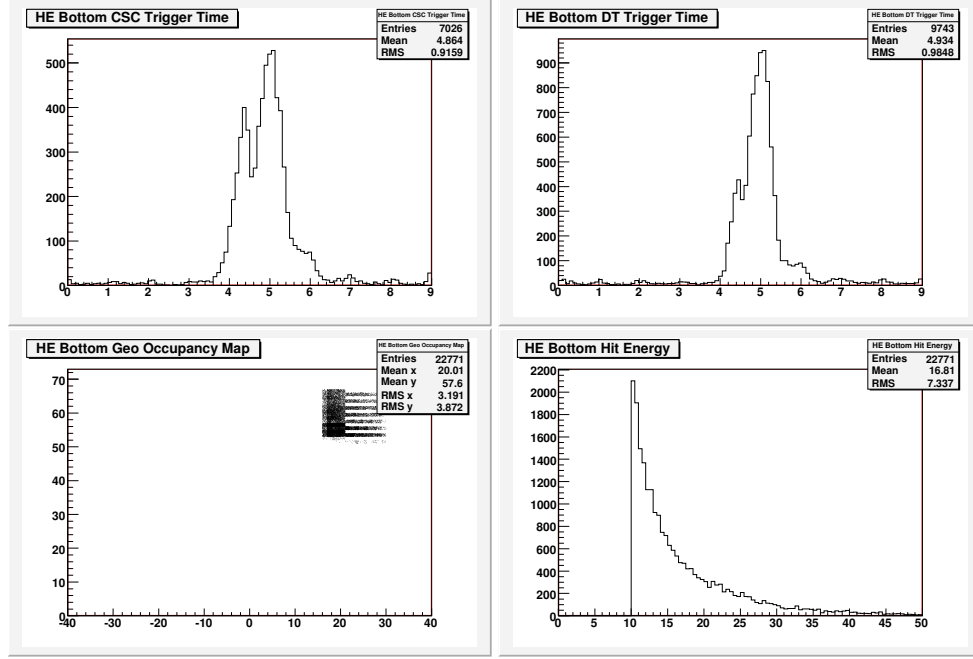 HE Bottom CSC Trigger Time
HE Bottom CSC Trigger Time
Entries 7026
Mean 4.864
RMS 0.9159
500
400
300
200
100
0
0 1 2 3 4 5 6 7 8 9
HE Bottom DT Trigger Time
HE Bottom DT Trigger Time
Entries 9743
Mean 4.934
RMS 0.9848
900
800
700
600
500
400
300
200
100
0
0 1 2 3 4 5 6 7 8 9
HE Bottom Geo Occupancy Map
HE Bottom Geo Occupancy Map
Entries 22771
Mean x 20.01
Mean y 57.6
RMS x 3.191
RMS y 3.872
70
60
50
40
30
20
10
0
-40 -30 -20 -10 0 10 20 30 40
HE Bottom Hit Energy
HE Bottom Hit Energy
Entries 22771
Mean 16.81
RMS 7.337
2200
2000
1800
1600
1400
1200
1000
800
600
400
200
0
0 5 10 15 20 25 30 35 40 45 50